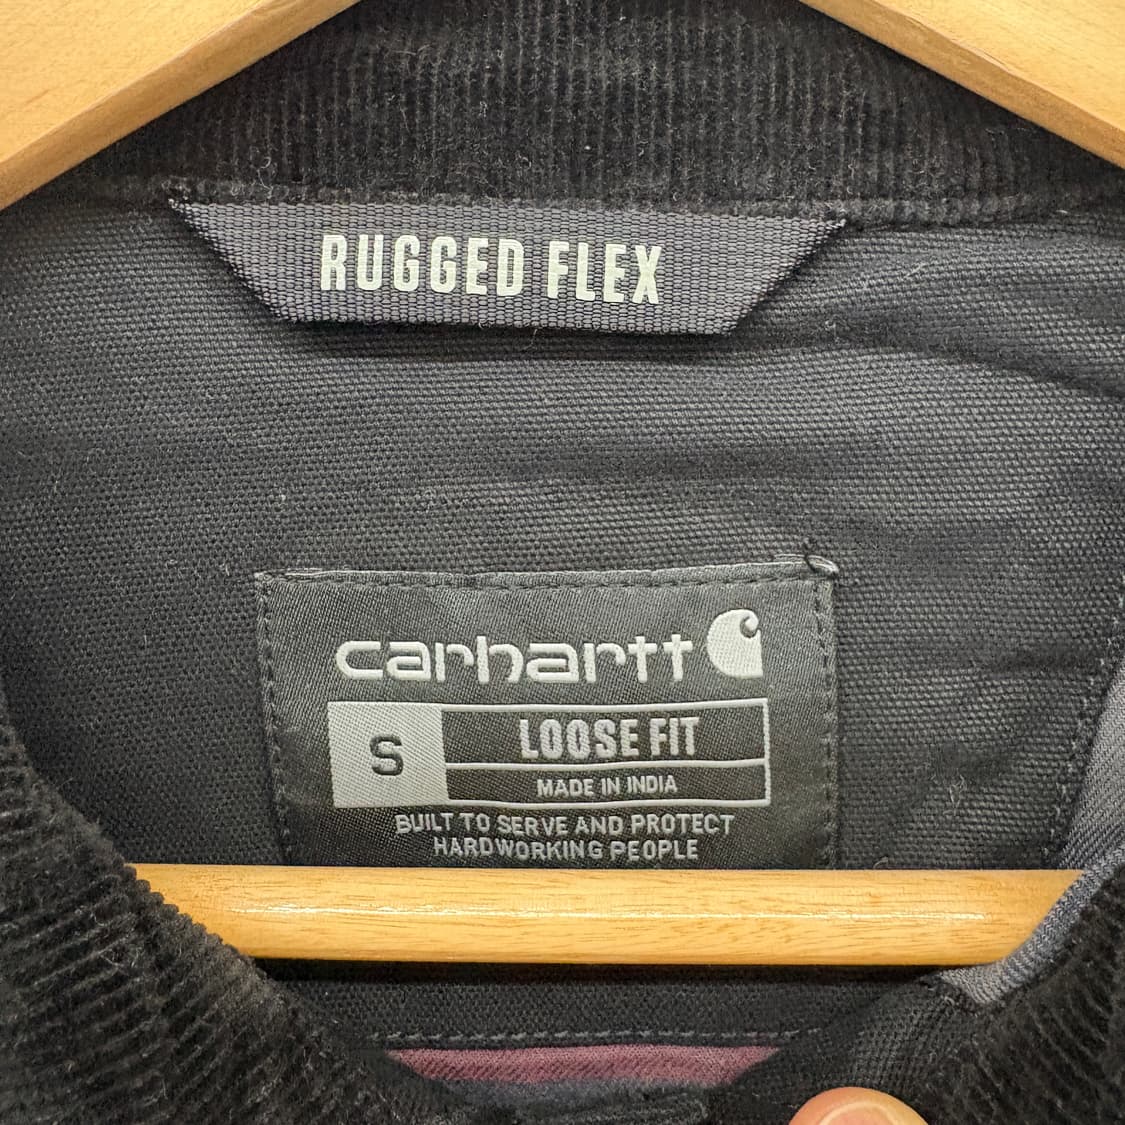 RUGGED FLEX
carhartt
S
LOOSE FIT
MADE IN INDIA
BUILT TO SERVE AND PROTECT
HARDWORKING PEOPLE